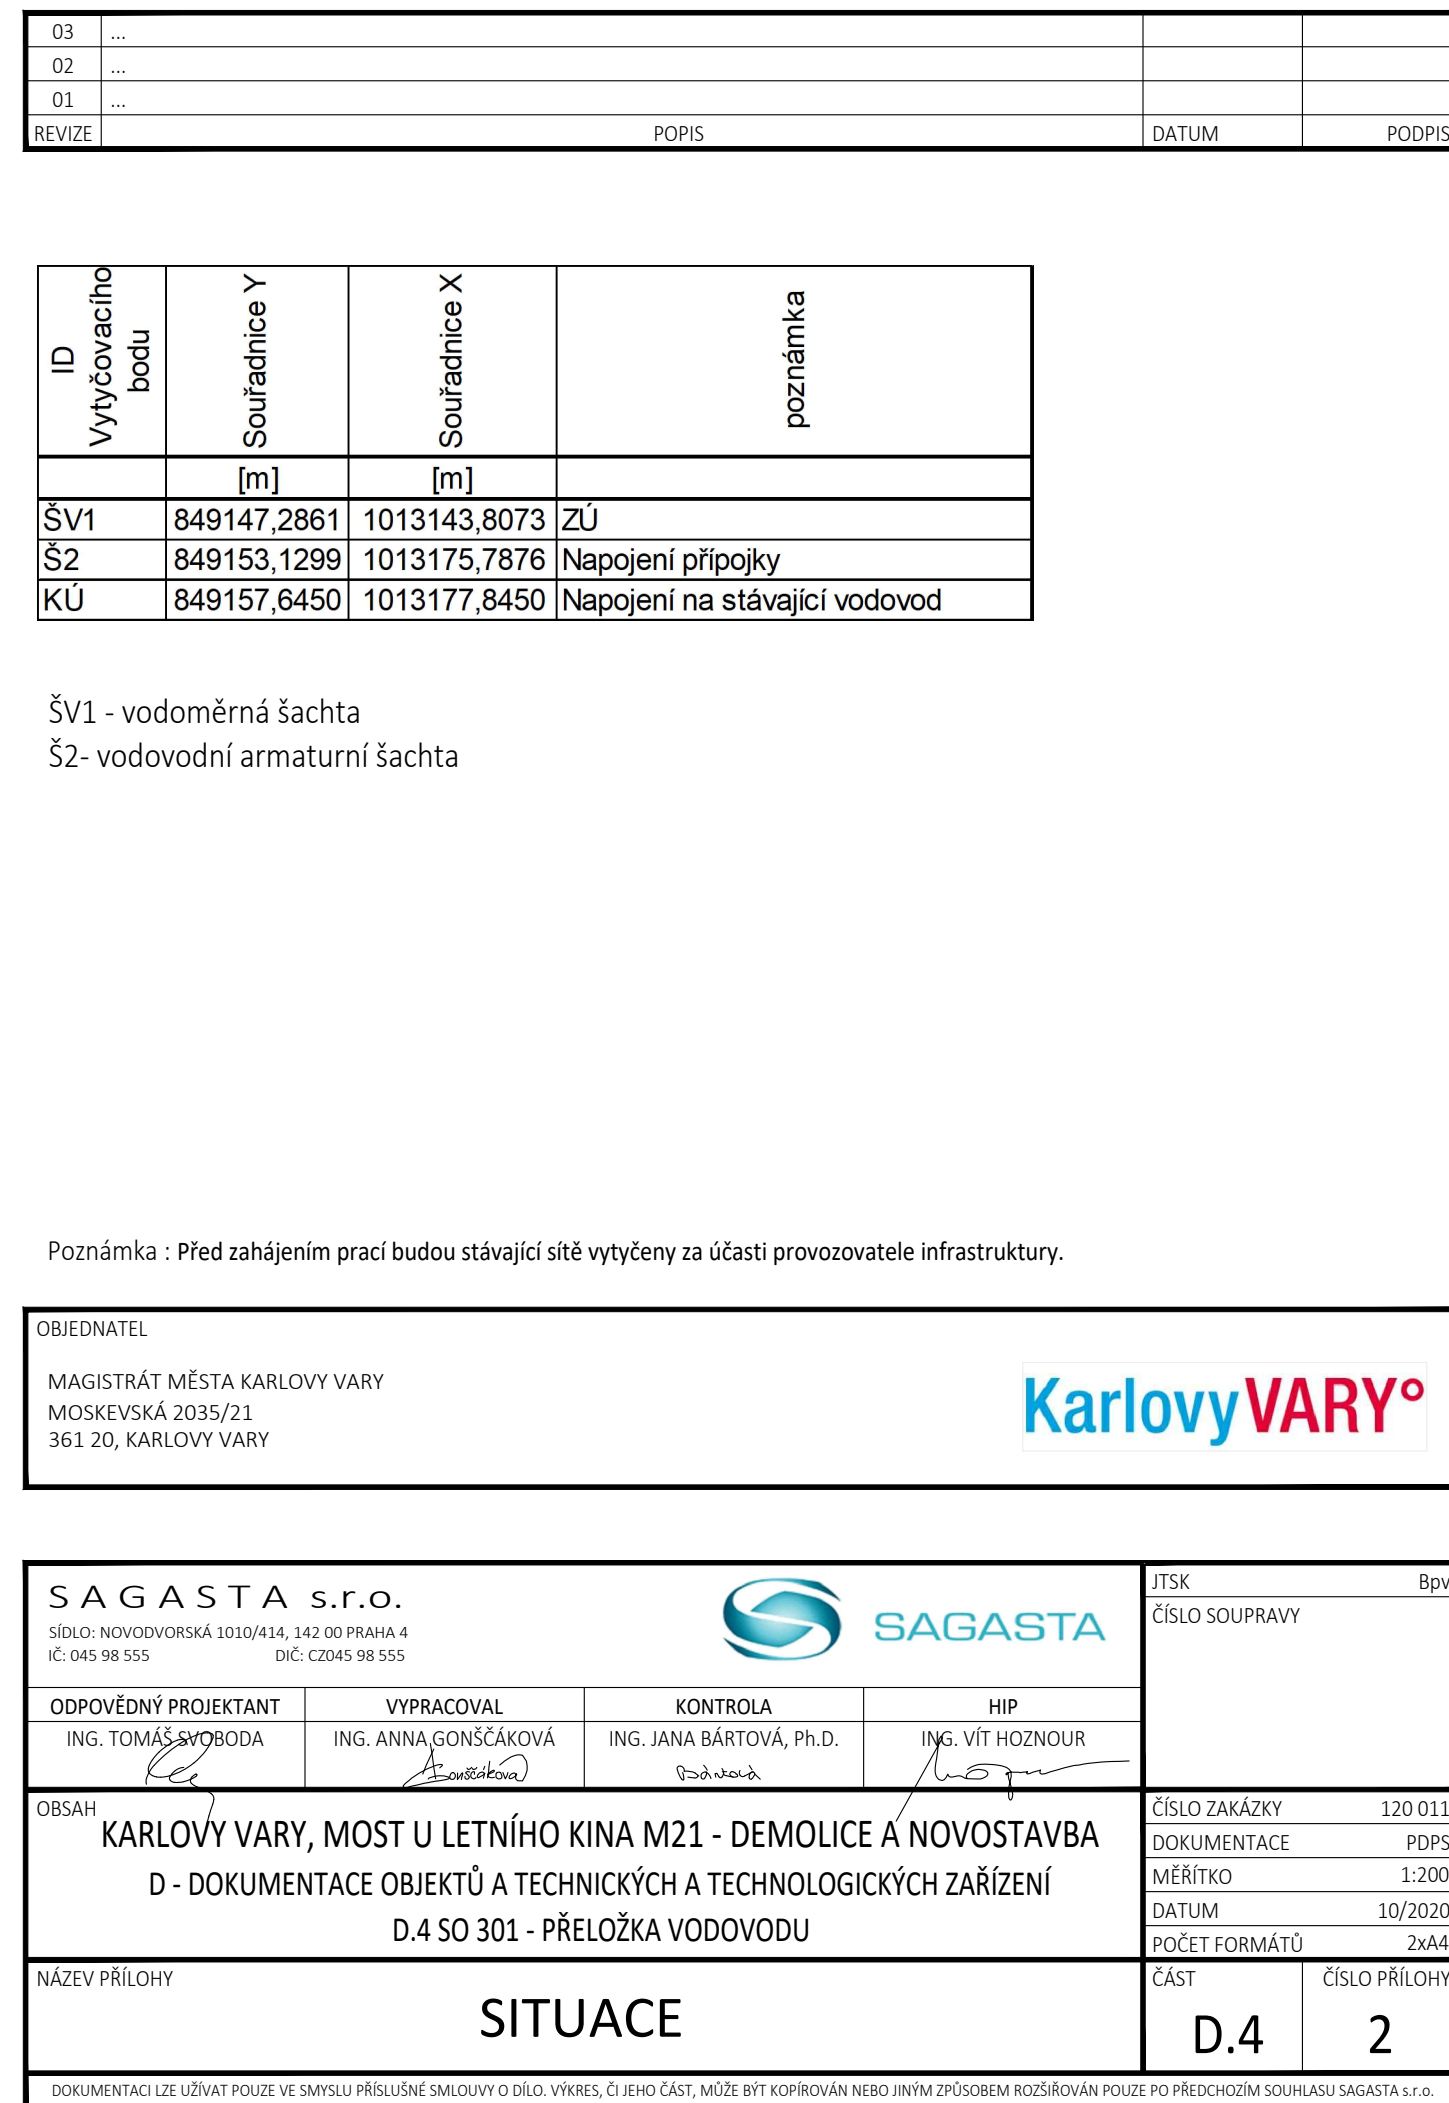 03 ...
02 ...
01 ...
REVIZE POPIS DATUM PODPIS
ID Vytyčovacího bodu Souřadnice Y Souřadnice X poznámka
[m] [m]
ŠV1 849147,2861 1013143,8073 ZÚ
Š2 849153,1299 1013175,7876 Napojení přípojky
KÚ 849157,6450 1013177,8450 Napojení na stávající vodovod
ŠV1 - vodoměrná šachta
Š2- vodovodní armaturní šachta
Poznámka : Před zahájením prací budou stávající sítě vytyčeny za účasti provozovatele infrastruktury.
OBJEDNATEL
MAGISTRÁT MĚSTA KARLOVY VARY
MOSKEVSKÁ 2035/21
361 20, KARLOVY VARY
KarlovyVARY°
SAGASTA s.r.o.
SÍDLO: NOVODVORSKÁ 1010/414, 142 00 PRAHA 4
IČ: 045 98 555 DIČ: CZ045 98 555
SAGASTA
JTSK Bpv
ČÍSLO SOUPRAVY
ODPOVĚDNÝ PROJEKTANT VYPRACOVAL KONTROLA HIP
ING. TOMÁŠ SVOBODA ING. ANNA GONŠČÁKOVÁ ING. JANA BÁRTOVÁ, Ph.D. ING. VÍT HOZNOUR
Gonščáková Bártová
OBSAH
KARLOVY VARY, MOST U LETNÍHO KINA M21 - DEMOLICE A NOVOSTAVBA
D - DOKUMENTACE OBJEKTŮ A TECHNICKÝCH A TECHNOLOGICKÝCH ZAŘÍZENÍ
D.4 SO 301 - PŘELOŽKA VODOVODU
ČÍSLO ZAKÁZKY 120 011
DOKUMENTACE PDPS
MĚŘÍTKO 1:200
DATUM 10/2020
POČET FORMÁTŮ 2xA4
NÁZEV PŘÍLOHY
SITUACE
ČÁST ČÍSLO PŘÍLOHY
D.4 2
DOKUMENTACI LZE UŽÍVAT POUZE VE SMYSLU PŘÍSLUŠNÉ SMLOUVY O DÍLO. VÝKRES, ČI JEHO ČÁST, MŮŽE BÝT KOPÍROVÁN NEBO JINÝM ZPŮSOBEM ROZŠIŘOVÁN POUZE PO PŘEDCHOZÍM SOUHLASU SAGASTA s.r.o.